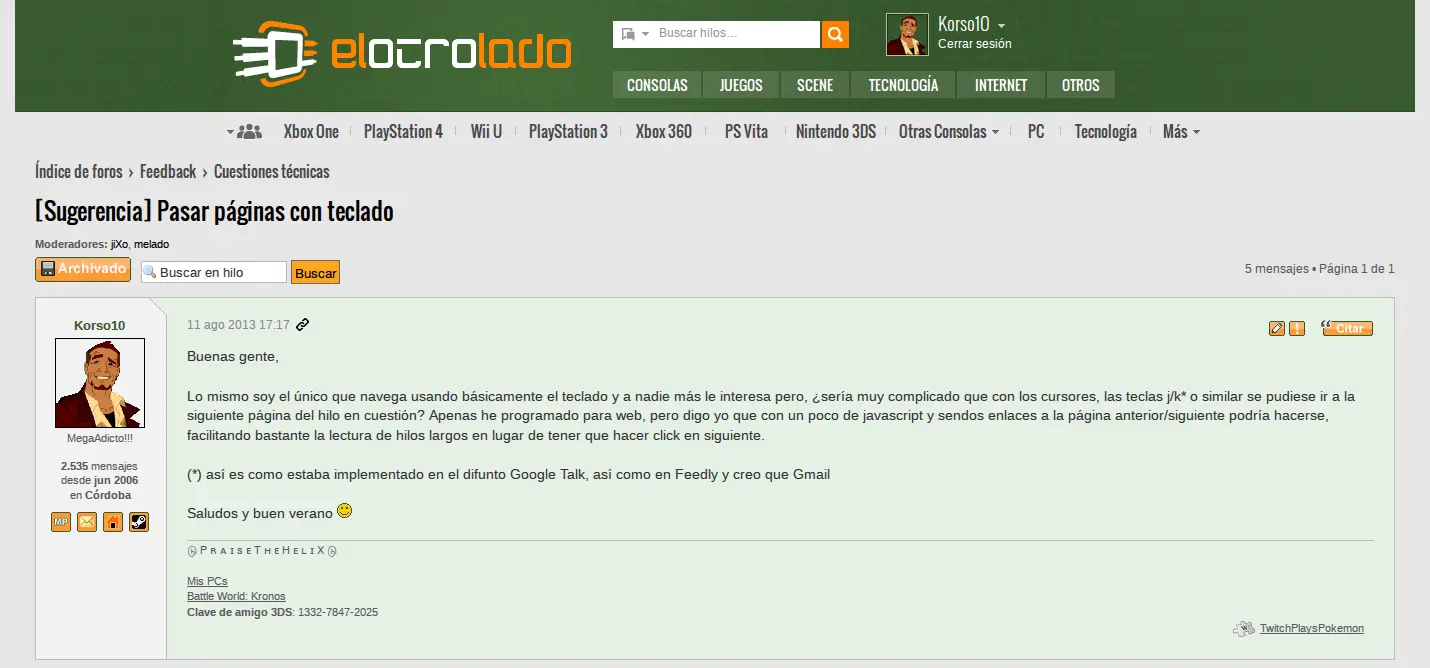 elotrolado
Buscar hilos...
Korso10
Cerrar sesión
CONSOLAS JUEGOS SCENE TECNOLOGÍA INTERNET OTROS
Xbox One PlayStation 4 Wii U PlayStation 3 Xbox 360 PS Vita Nintendo 3DS Otras Consolas PC Tecnología Más
Índice de foros › Feedback › Cuestiones técnicas
[Sugerencia] Pasar páginas con teclado
Moderadores: jiXo, melado
Archivado Buscar en hilo Buscar
5 mensajes • Página 1 de 1
Korso10
MegaAdicto!!!
2.535 mensajes
desde jun 2006
en Córdoba
MP
11 ago 2013 17:17
! “ Citar
Buenas gente,
Lo mismo soy el único que navega usando básicamente el teclado y a nadie más le interesa pero, ¿sería muy complicado que con los cursores, las teclas j/k* o similar se pudiese ir a la
siguiente página del hilo en cuestión? Apenas he programado para web, pero digo yo que con un poco de javascript y sendos enlaces a la página anterior/siguiente podría hacerse,
facilitando bastante la lectura de hilos largos en lugar de tener que hacer click en siguiente.
(*) así es como estaba implementado en el difunto Google Talk, así como en Feedly y creo que Gmail
Saludos y buen verano
PʀᴀɪѕᴇTʜᴇHᴇʟɪX
Mis PCs
Battle World: Kronos
Clave de amigo 3DS: 1332-7847-2025
TwitchPlaysPokemon